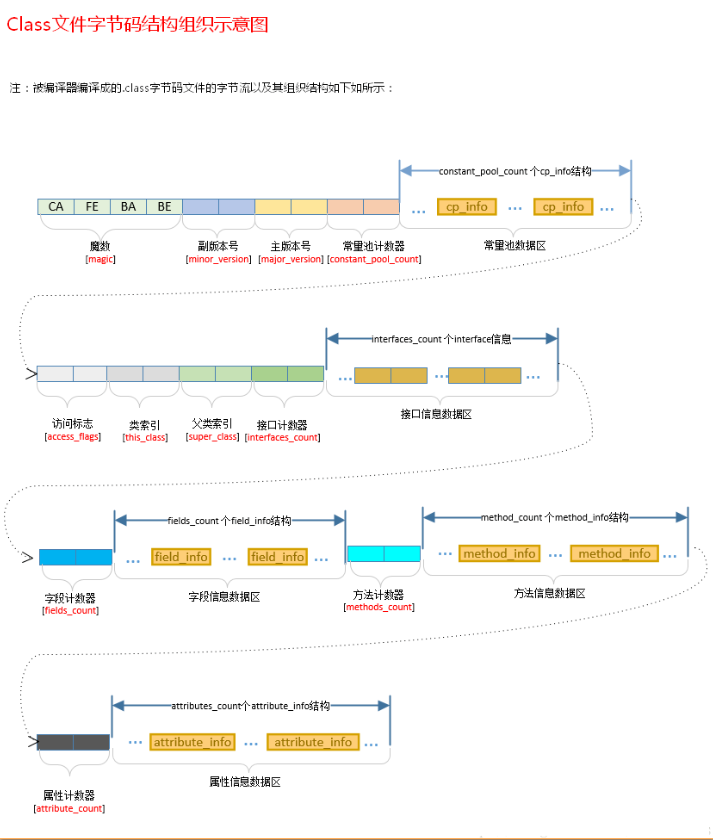 Class文件字节码结构组织示意图
注：被编译器编译成的.class字节码文件的字节流以及其组织结构如下如所示：
constant_pool_count 个cp_info结构
CA FE BA BE ... cp_info ... cp_info ...
魔数 副版本号 主版本号 常量池计数器 常量池数据区
[magic] [minor_version] [major_version] [constant_pool_count]
interfaces_count 个interface信息
... ... ...
访问标志 类索引 父类索引 接口计数器 接口信息数据区
[access_flags] [this_class] [super_class] [interfaces_count]
fields_count 个field_info结构 method_count 个method_info结构
... field_info ... field_info ... ... method_info ... method_info ...
字段计数器 字段信息数据区 方法计数器 方法信息数据区
[fields_count] [methods_count]
attributes_count个attribute_info结构
... attribute_info ... attribute_info ...
属性计数器 属性信息数据区
[attribute_count]